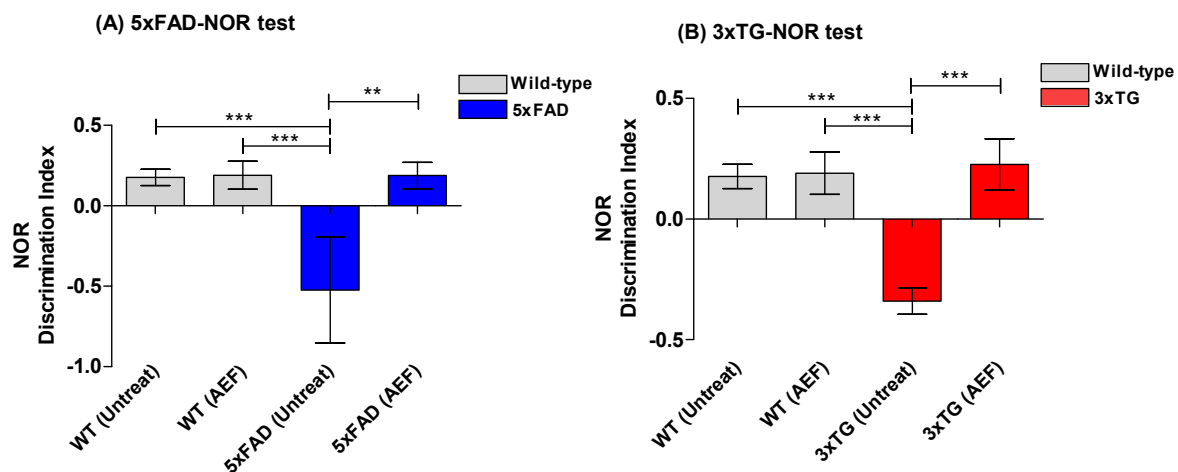 (A) 5xFAD-NOR test
Wild-type
5xFAD
**
***
***
0.5
0.0
-0.5
-1.0
NOR
Discrimination Index
WT (Untreat)
WT (AEF)
5xFAD (Untreat)
5xFAD (AEF)
(B) 3xTG-NOR test
Wild-type
3xTG
***
***
***
0.5
0.0
-0.5
NOR
Discrimination Index
WT (Untreat)
WT (AEF)
3xTG (Untreat)
3xTG (AEF)